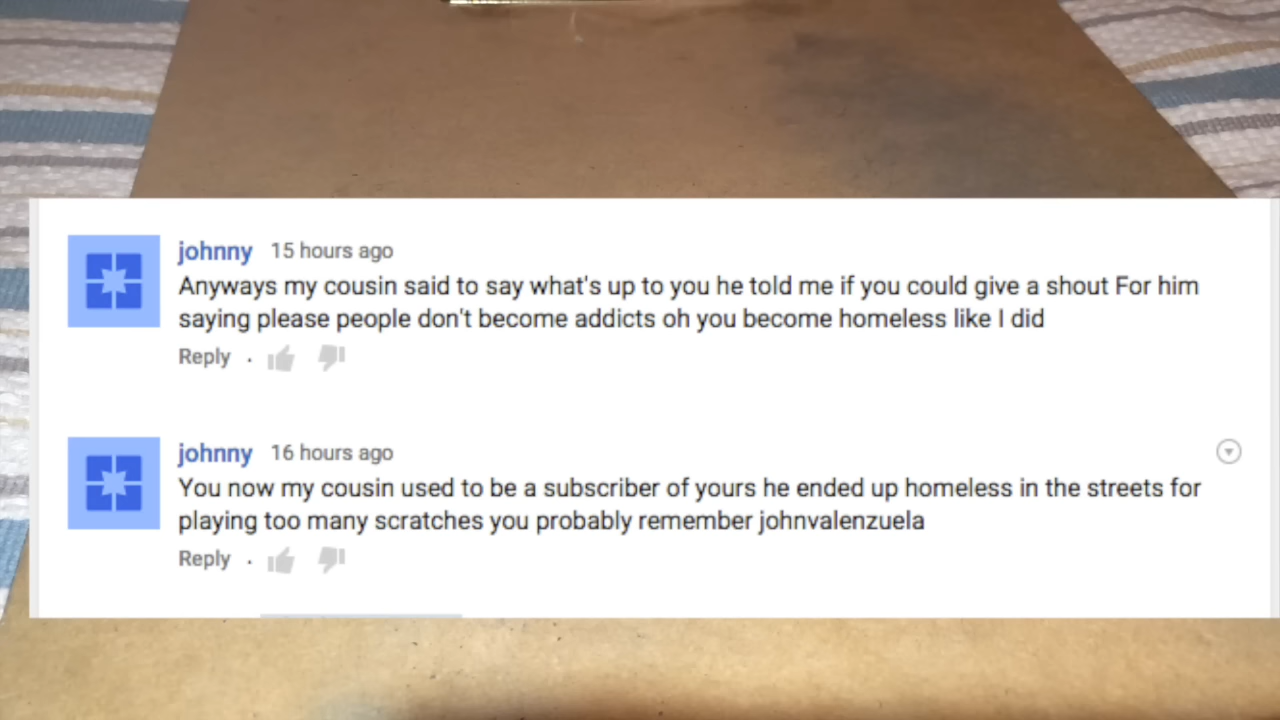 johnny 15 hours ago
Anyways my cousin said to say what's up to you he told me if you could give a shout For him
saying please people don't become addicts oh you become homeless like I did
Reply .
johnny 16 hours ago
You now my cousin used to be a subscriber of yours he ended up homeless in the streets for
playing too many scratches you probably remember johnvalenzuela
Reply .